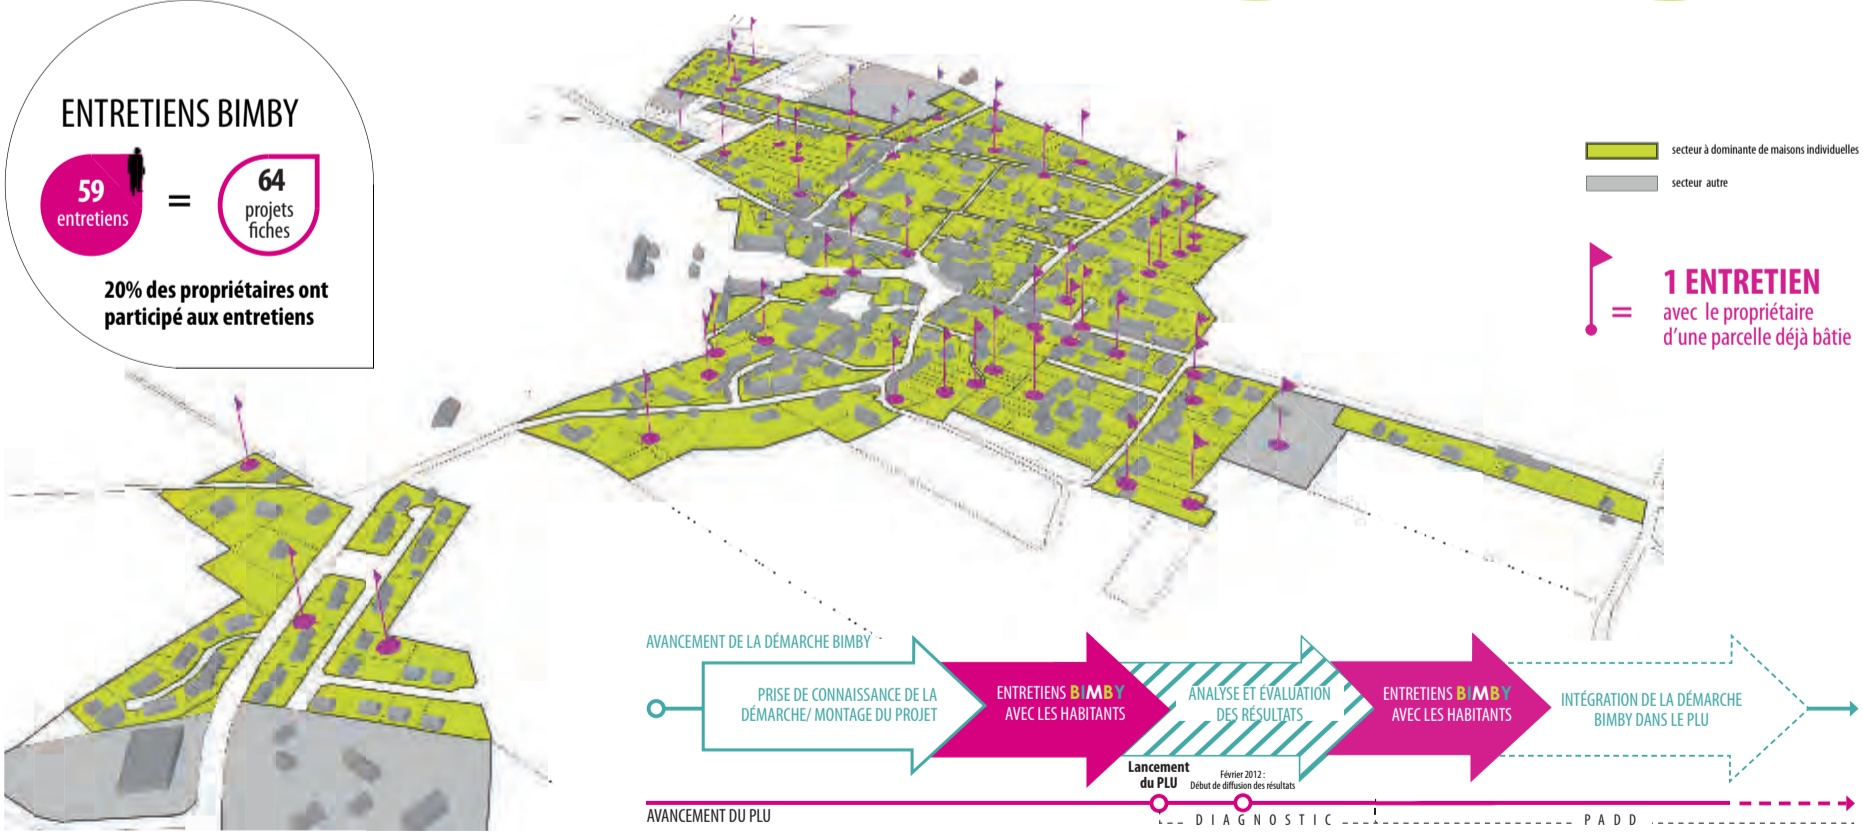 ENTRETIENS BIMBY
59
entretiens
=
64
projets
fiches
20% des propriétaires ont
participé aux entretiens
secteur à dominante de maisons individuelles
secteur autre
=
1 ENTRETIEN
avec le propriétaire
d'une parcelle déjà bâtie
AVANCEMENT DE LA DÉMARCHE BIMBY
PRISE DE CONNAISSANCE DE LA
DÉMARCHE/ MONTAGE DU PROJET
ENTRETIENS BIMBY
AVEC LES HABITANTS
ANALYSE ET ÉVALUATION
DES RÉSULTATS
ENTRETIENS BIMBY
AVEC LES HABITANTS
INTÉGRATION DE LA DÉMARCHE
BIMBY DANS LE PLU
Lancement
du PLU
Février 2012 :
Début de diffusion des résultats
AVANCEMENT DU PLU
DIAGNOSTIC
PADD